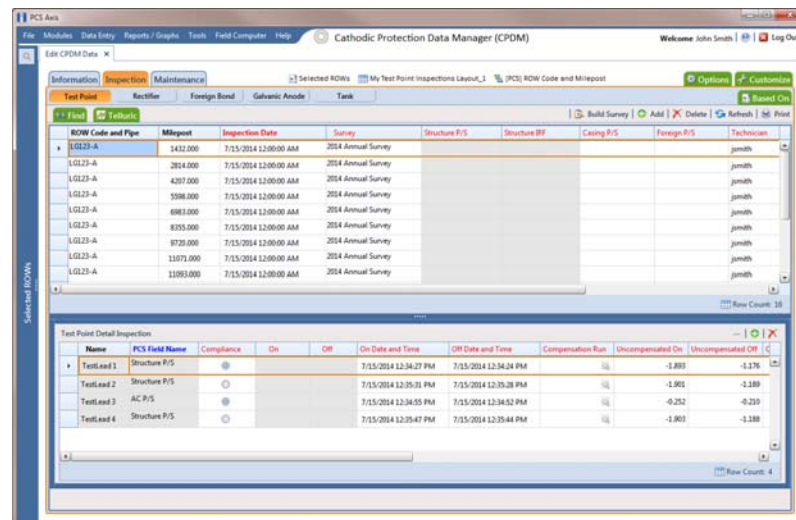 PCS Axis
File Modules Data Entry Reports / Graphs Tools Field Computer Help Cathodic Protection Data Manager (CPDM) Welcome John Smith Log Ou
Edit CPDM Data ×
Information Inspection Maintenance Selected ROWs My Test Point Inspections Layout_1 [PCS] ROW Code and Milepost Options Customize
Test Point Rectifier Foreign Bond Galvanic Anode Tank Based On
Find Telluric Build Survey Add Delete Refresh Print
ROW Code and Pipe Milepost Inspection Date Survey Structure P/S Structure IRF Casing P/S Foreign P/S Technician
LG123-A 1432.000 7/15/2014 12:00:00 AM 2014 Annual Survey jsmith
LG123-A 2814.000 7/15/2014 12:00:00 AM 2014 Annual Survey jsmith
LG123-A 4207.000 7/15/2014 12:00:00 AM 2014 Annual Survey jsmith
LG123-A 5598.000 7/15/2014 12:00:00 AM 2014 Annual Survey jsmith
LG123-A 6983.000 7/15/2014 12:00:00 AM 2014 Annual Survey jsmith
LG123-A 8355.000 7/15/2014 12:00:00 AM 2014 Annual Survey jsmith
LG123-A 9720.000 7/15/2014 12:00:00 AM 2014 Annual Survey jsmith
LG123-A 11071.000 7/15/2014 12:00:00 AM 2014 Annual Survey jsmith
LG123-A 11093.000 7/15/2014 12:00:00 AM 2014 Annual Survey jsmith
Row Count: 16
Selected ROWs
Test Point Detail Inspection
Name PCS Field Name Compliance On Off On Date and Time Off Date and Time Compensation Run Uncompensated On Uncompensated Off C
TestLead 1 Structure P/S 7/15/2014 12:34:27 PM 7/15/2014 12:34:24 PM -1.893 -1.176
TestLead 2 Structure P/S 7/15/2014 12:35:31 PM 7/15/2014 12:35:28 PM -1.901 -1.189
TestLead 3 AC P/S 7/15/2014 12:34:55 PM 7/15/2014 12:34:52 PM -0.252 -0.210
TestLead 4 Structure P/S 7/15/2014 12:35:47 PM 7/15/2014 12:35:44 PM -1.903 -1.188
Row Count: 4